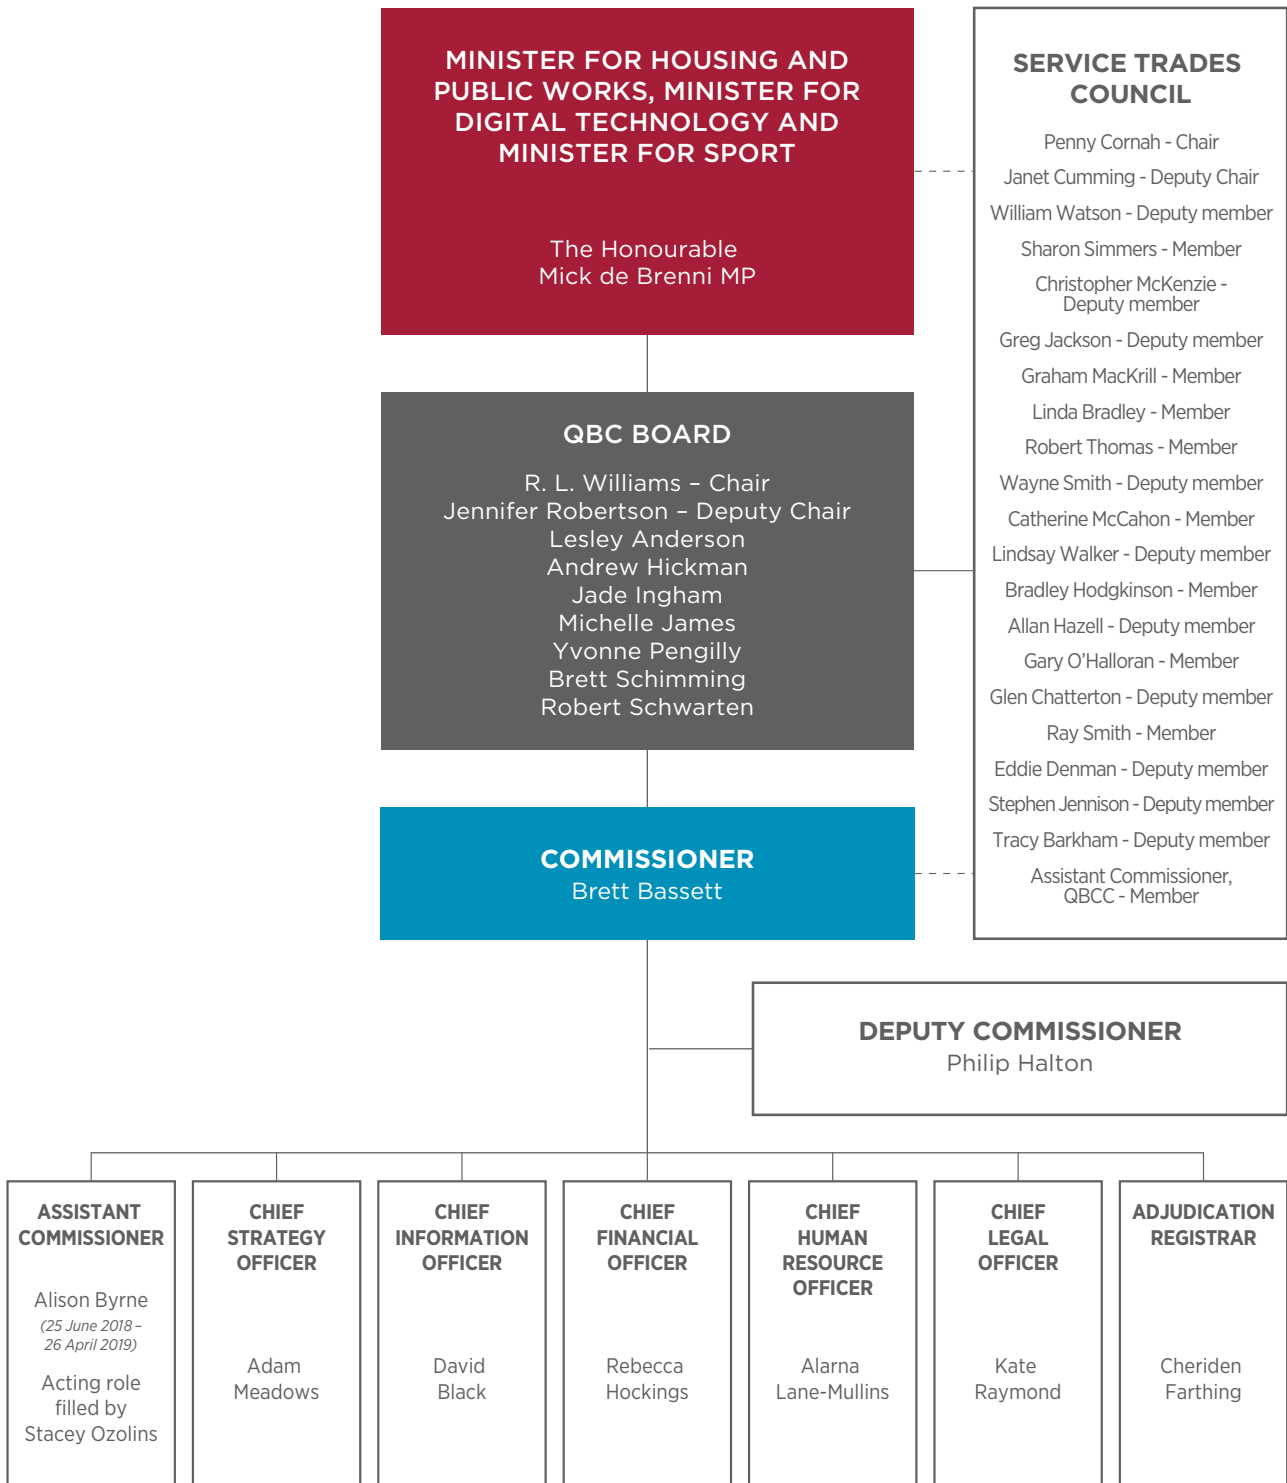 MINISTER FOR HOUSING AND
PUBLIC WORKS, MINISTER FOR
DIGITAL TECHNOLOGY AND
MINISTER FOR SPORT
The Honourable
Mick de Brenni MP
SERVICE TRADES
COUNCIL
Penny Cornah - Chair
Janet Cumming - Deputy Chair
William Watson - Deputy member
Sharon Simmers - Member
Christopher McKenzie -
Deputy member
Greg Jackson - Deputy member
Graham MacKrill - Member
Linda Bradley - Member
Robert Thomas - Member
Wayne Smith - Deputy member
Catherine McCahon - Member
Lindsay Walker - Deputy member
Bradley Hodgkinson - Member
Allan Hazell - Deputy member
Gary O’Halloran - Member
Glen Chatterton - Deputy member
Ray Smith - Member
Eddie Denman - Deputy member
Stephen Jennison - Deputy member
Tracy Barkham - Deputy member
Assistant Commissioner,
QBCC - Member
QBC BOARD
R. L. Williams – Chair
Jennifer Robertson – Deputy Chair
Lesley Anderson
Andrew Hickman
Jade Ingham
Michelle James
Yvonne Pengilly
Brett Schimming
Robert Schwarten
COMMISSIONER
Brett Bassett
DEPUTY COMMISSIONER
Philip Halton
ASSISTANT
COMMISSIONER
Alison Byrne
(25 June 2018 –
26 April 2019)
Acting role
filled by
Stacey Ozolins
CHIEF
STRATEGY
OFFICER
Adam
Meadows
CHIEF
INFORMATION
OFFICER
David
Black
CHIEF
FINANCIAL
OFFICER
Rebecca
Hockings
CHIEF
HUMAN
RESOURCE
OFFICER
Alarna
Lane-Mullins
CHIEF
LEGAL
OFFICER
Kate
Raymond
ADJUDICATION
REGISTRAR
Cheriden
Farthing